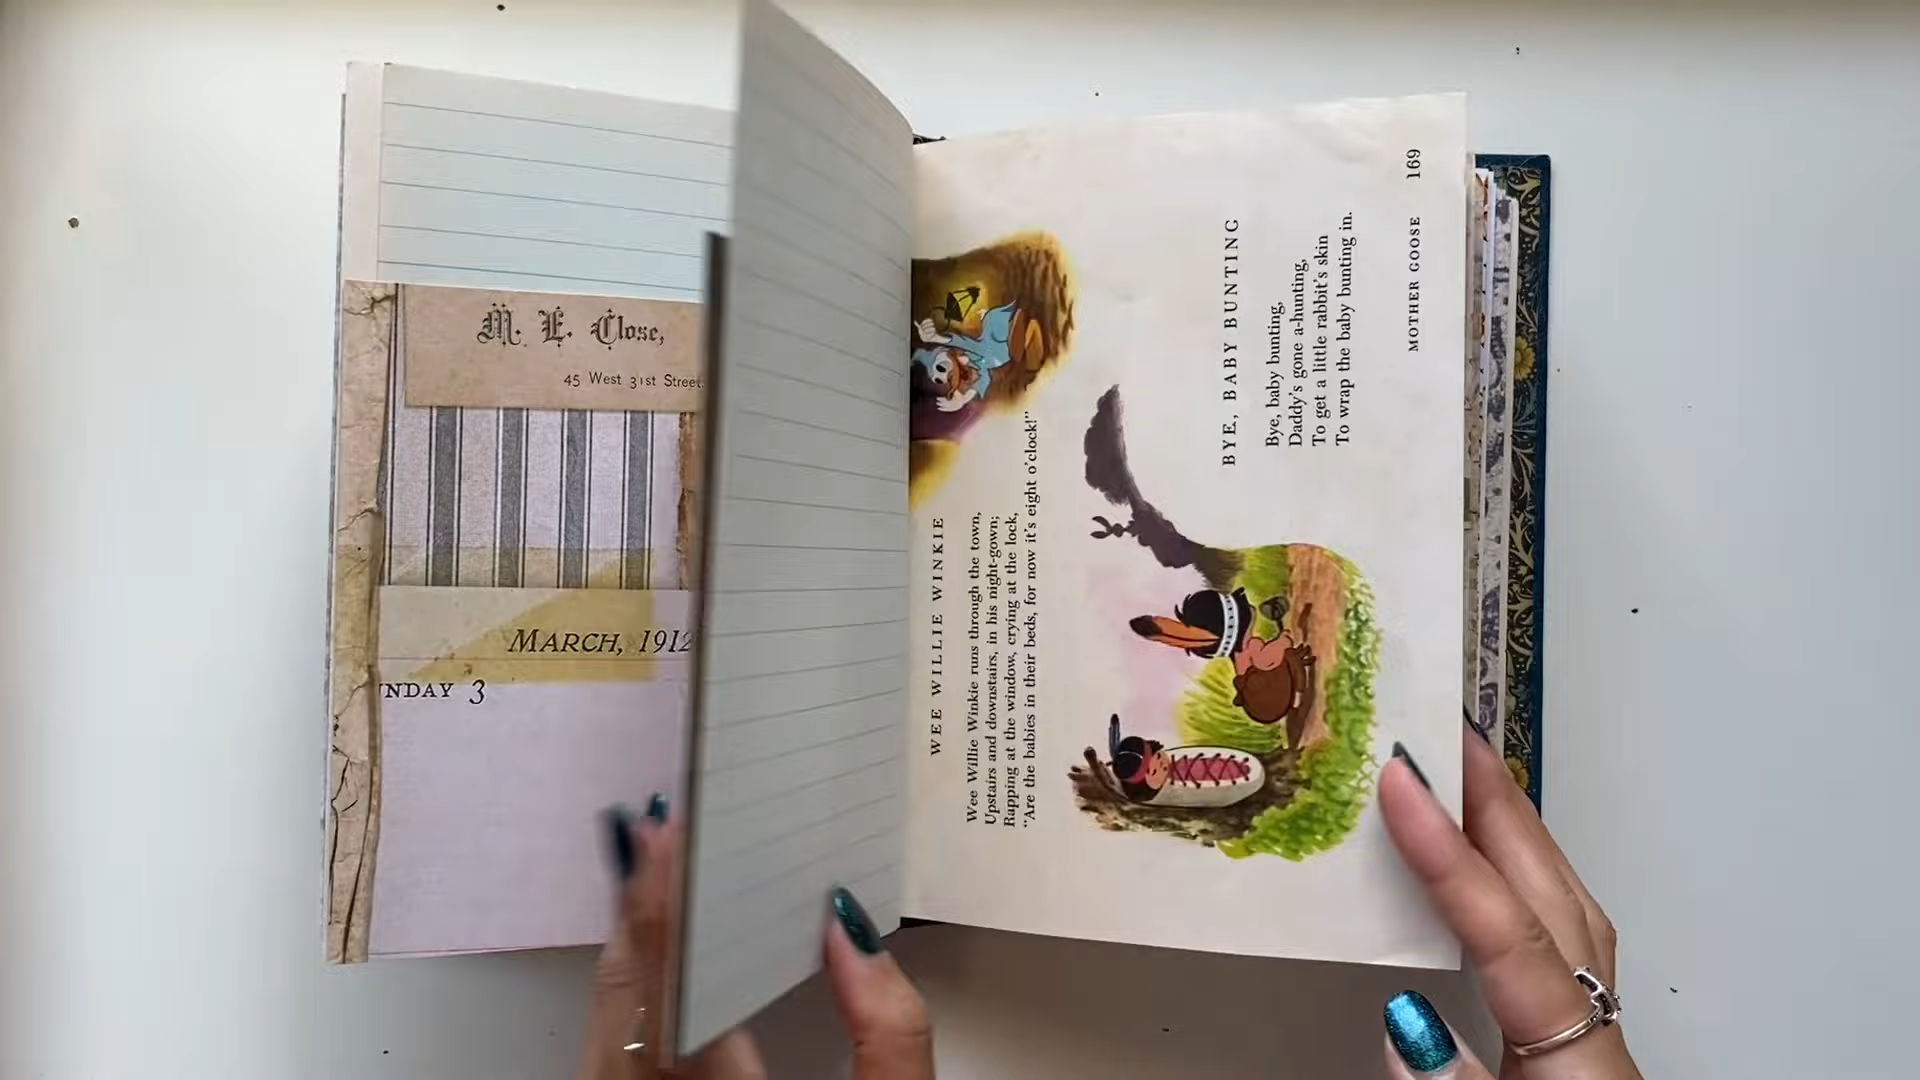 M. E. Close,
45 West 31st Street
MARCH, 1912
NDAY 3
WEE WILLIE WINKIE
Wee Willie Winkie runs through the town,
Upstairs and downstairs, in his night-gown;
Rapping at the window, crying at the lock,
"Are the babies in their beds, for now it's eight o'clock!"
BYE, BABY BUNTING
Bye, baby bunting,
Daddy's gone a-hunting,
To get a little rabbit's skin
To wrap the baby bunting in.
MOTHER GOOSE 169